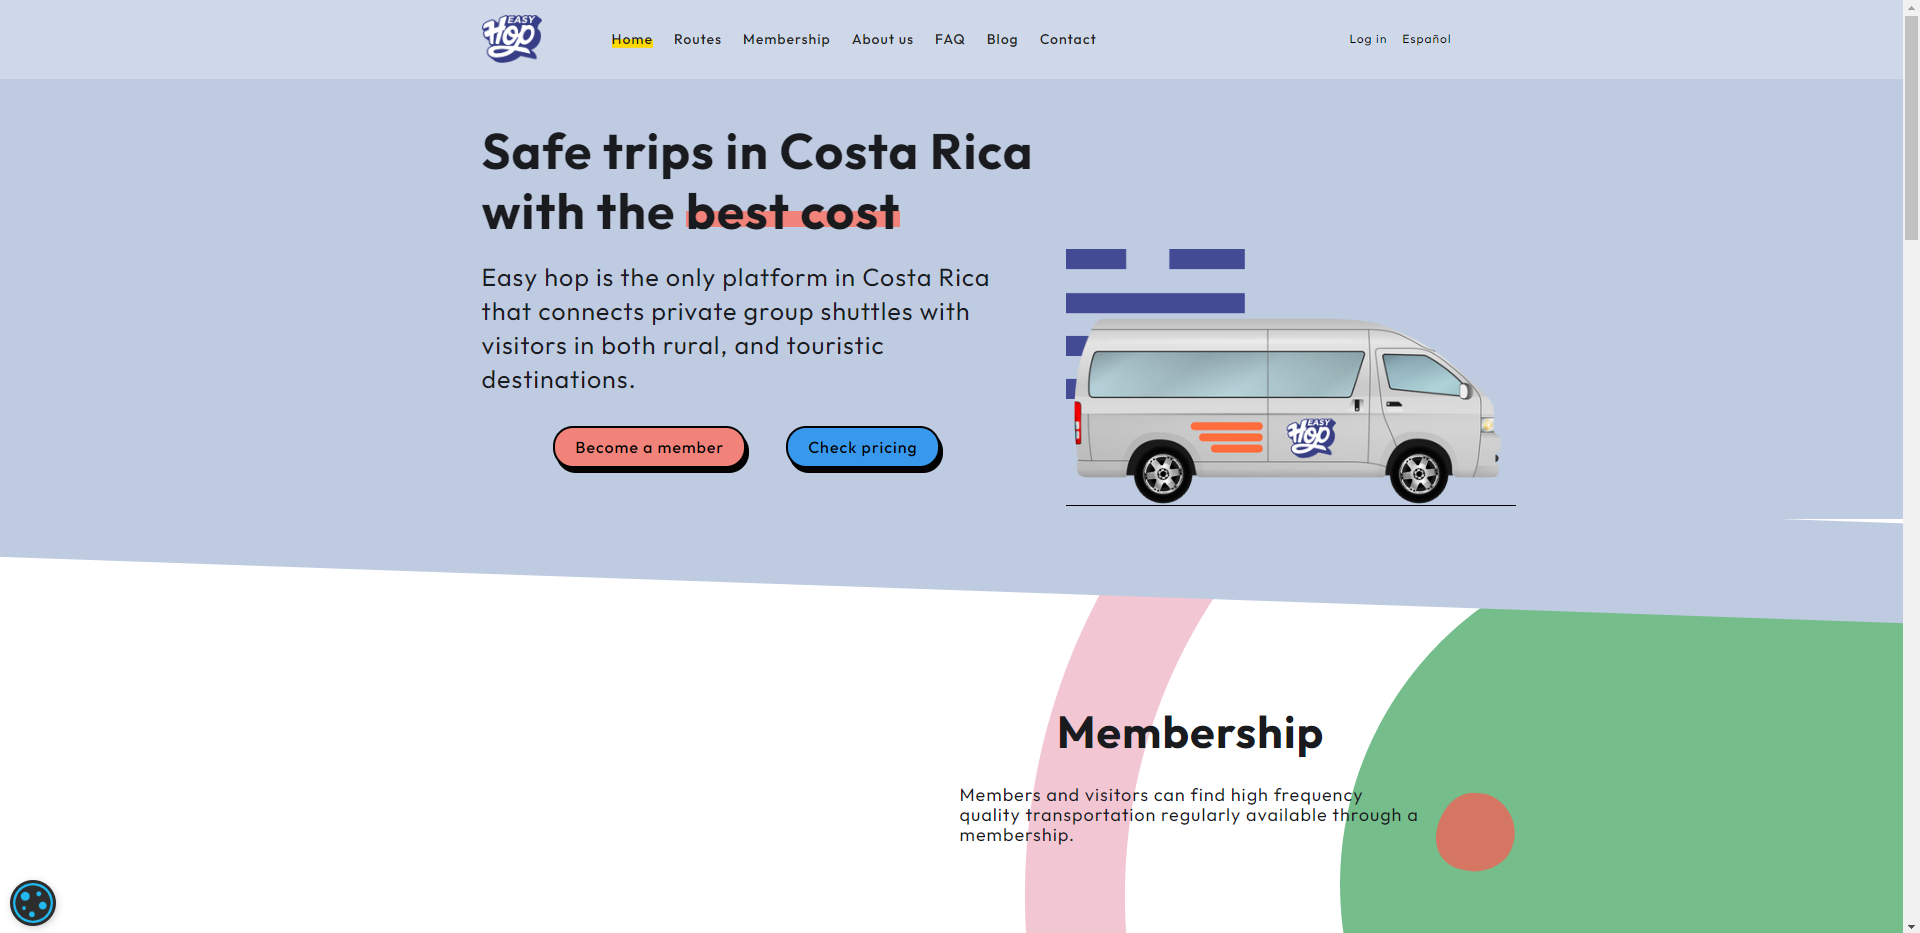 EASY
Hop
Home Routes Membership About us FAQ Blog Contact
Log in Español
Safe trips in Costa Rica
with the best cost
Easy hop is the only platform in Costa Rica
that connects private group shuttles with
visitors in both rural, and touristic
destinations.
Become a member Check pricing
EASY
Hop
Membership
Members and visitors can find high frequency
quality transportation regularly available through a
membership.